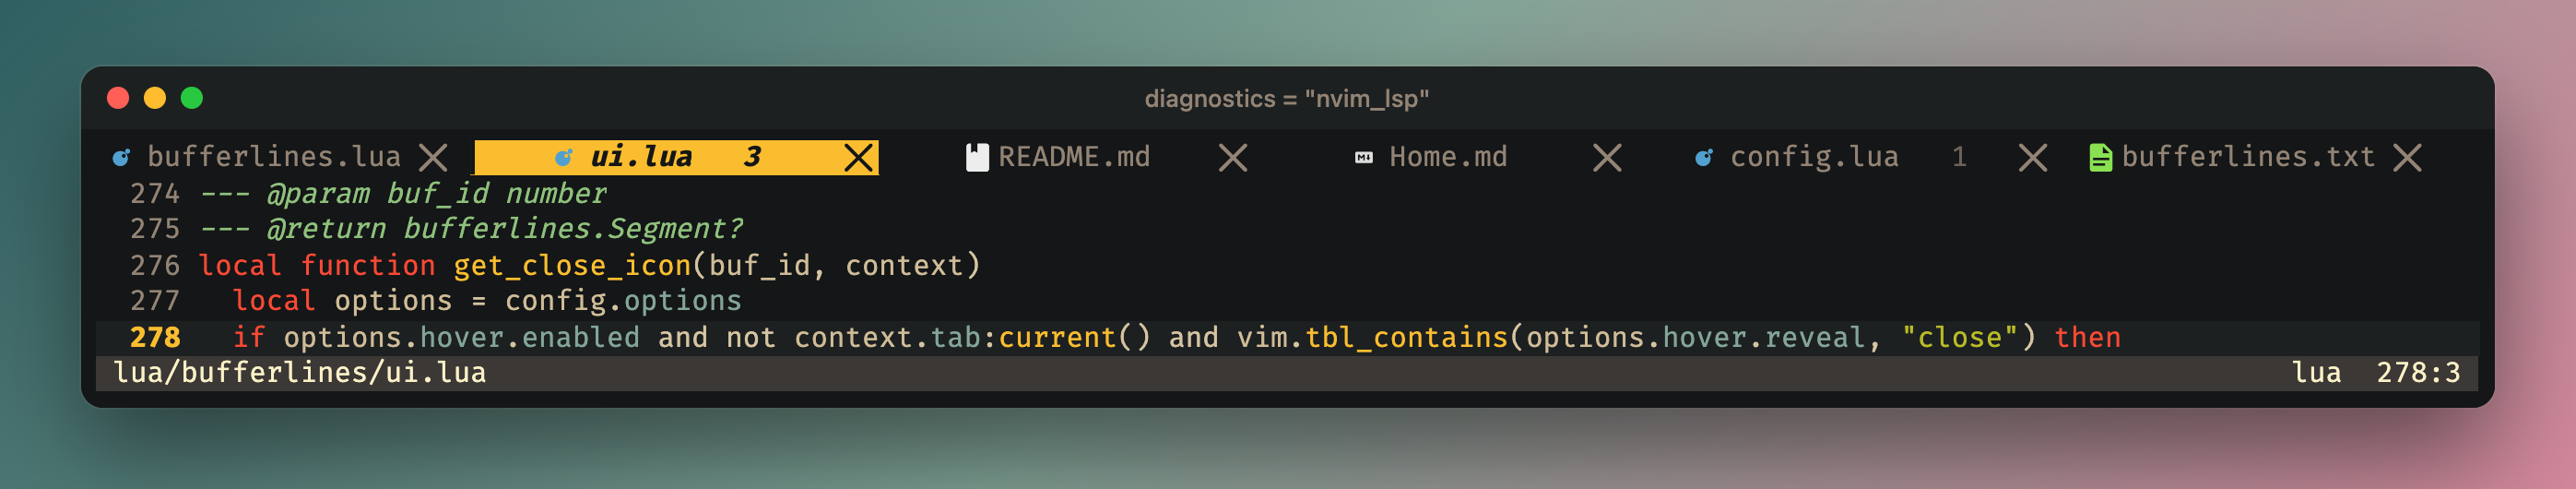 diagnostics = "nvim_lsp"
bufferlines.lua ui.lua 3 README.md Home.md config.lua 1 bufferlines.txt
274 --- @param buf_id number
275 --- @return bufferlines.Segment?
276 local function get_close_icon(buf_id, context)
277 local options = config.options
278 if options.hover.enabled and not context.tab:current() and vim.tbl_contains(options.hover.reveal, "close") then
lua/bufferlines/ui.lua lua 278:3